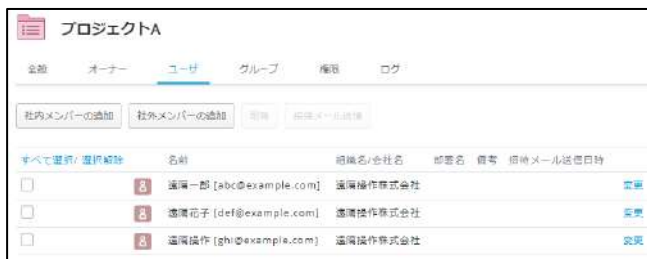 プロジェクトA
全般 オーナー ユーザ グループ 権限 ログ
社内メンバーの追加 社外メンバーの追加 削除 招待メール送信
すべて選択/選択解除 名前 組織名/会社名 部署名 備考 招待メール送信日時
遠隔一郎 [abc@example.com] 遠隔操作株式会社 変更
遠隔花子 [def@example.com] 遠隔操作株式会社 変更
遠隔操作 [ghi@example.com] 遠隔操作株式会社 変更